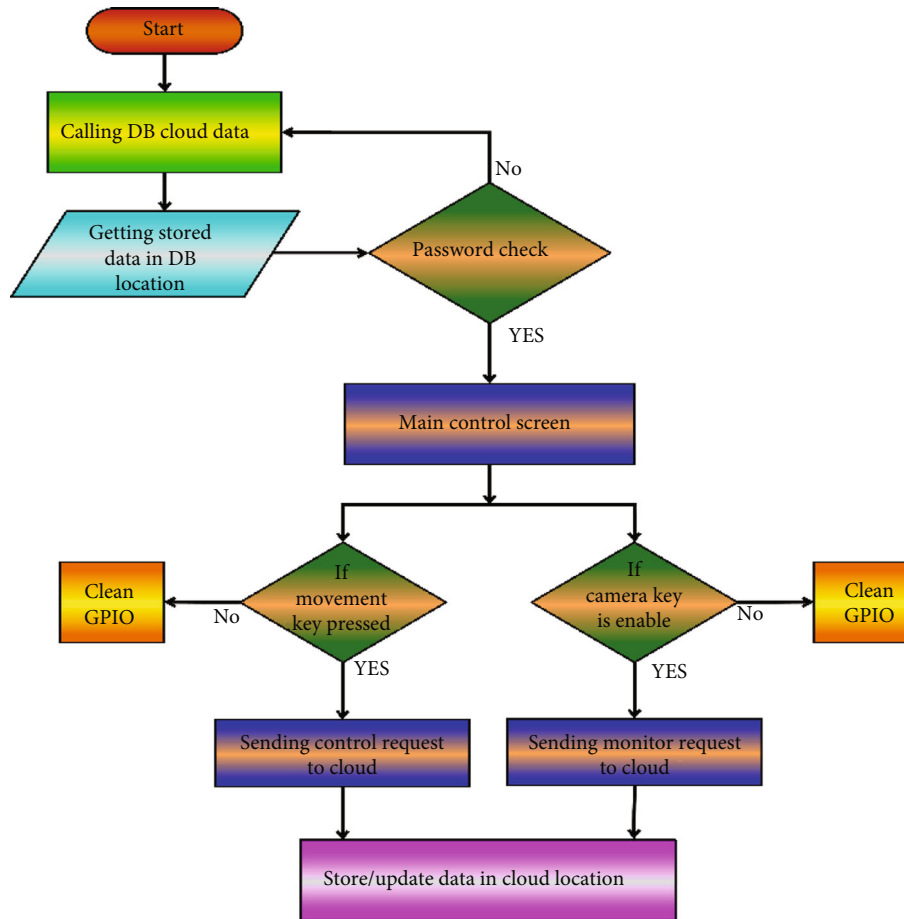 Start
Calling DB cloud data
No
Getting stored
data in DB
location
Password check
YES
Main control screen
If
movement
key pressed
No
Clean
GPIO
YES
If
camera key
is enable
No
Clean
GPIO
YES
Sending control request
to cloud
Sending monitor request
to cloud
Store/update data in cloud location